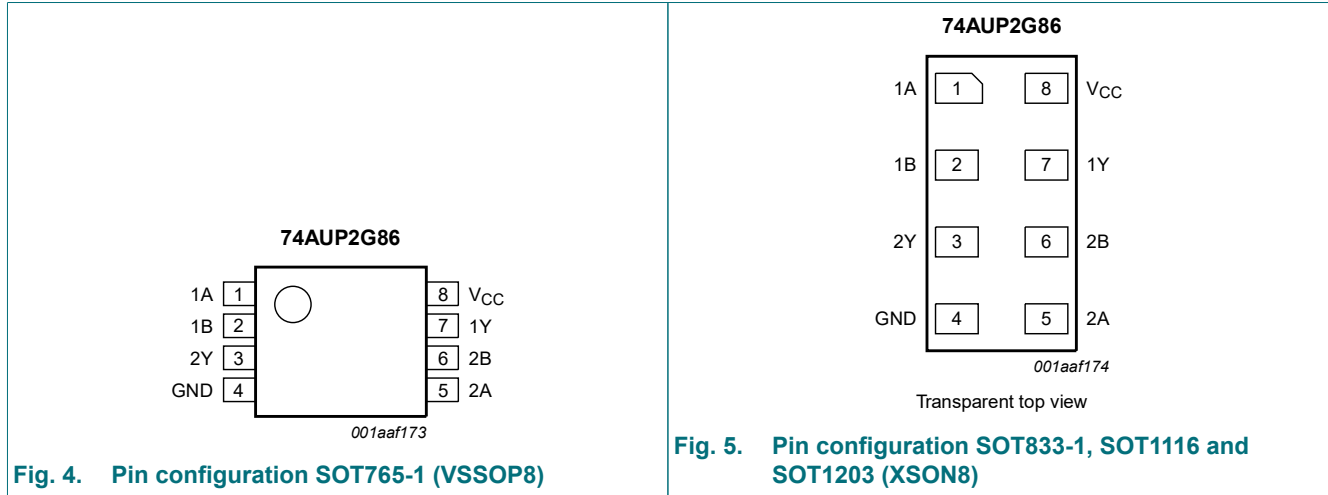 74AUP2G86
1A 1 8 VCC
1B 2 7 1Y
2Y 3 6 2B
GND 4 5 2A
001aaf173
Fig. 4. Pin configuration SOT765-1 (VSSOP8)
74AUP2G86
1A 1 8 VCC
1B 2 7 1Y
2Y 3 6 2B
GND 4 5 2A
001aaf174
Transparent top view
Fig. 5. Pin configuration SOT833-1, SOT1116 and
SOT1203 (XSON8)